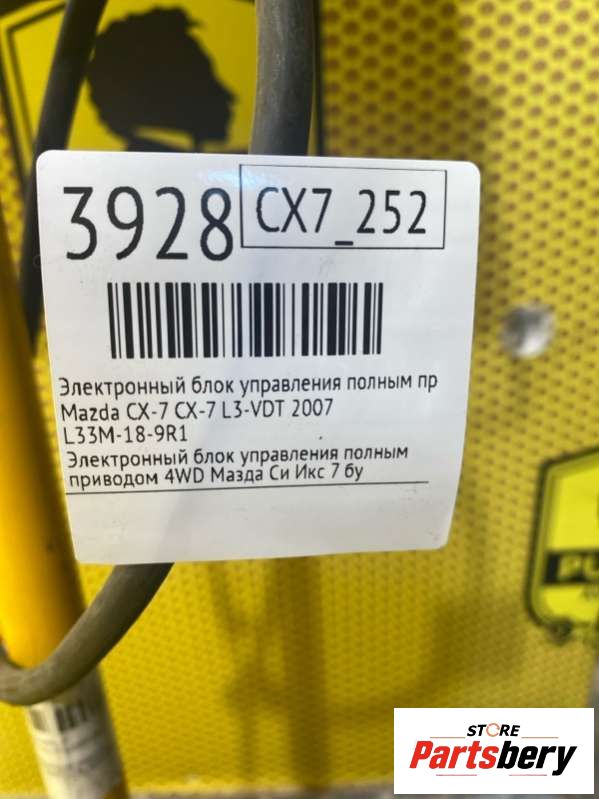 3928 CX7_252
Электронный блок управления полным пр
Mazda CX-7 CX-7 L3-VDT 2007
L33M-18-9R1
Электронный блок управления полным
приводом 4WD Мазда Си Икс 7 бу
STORE
Partsbery